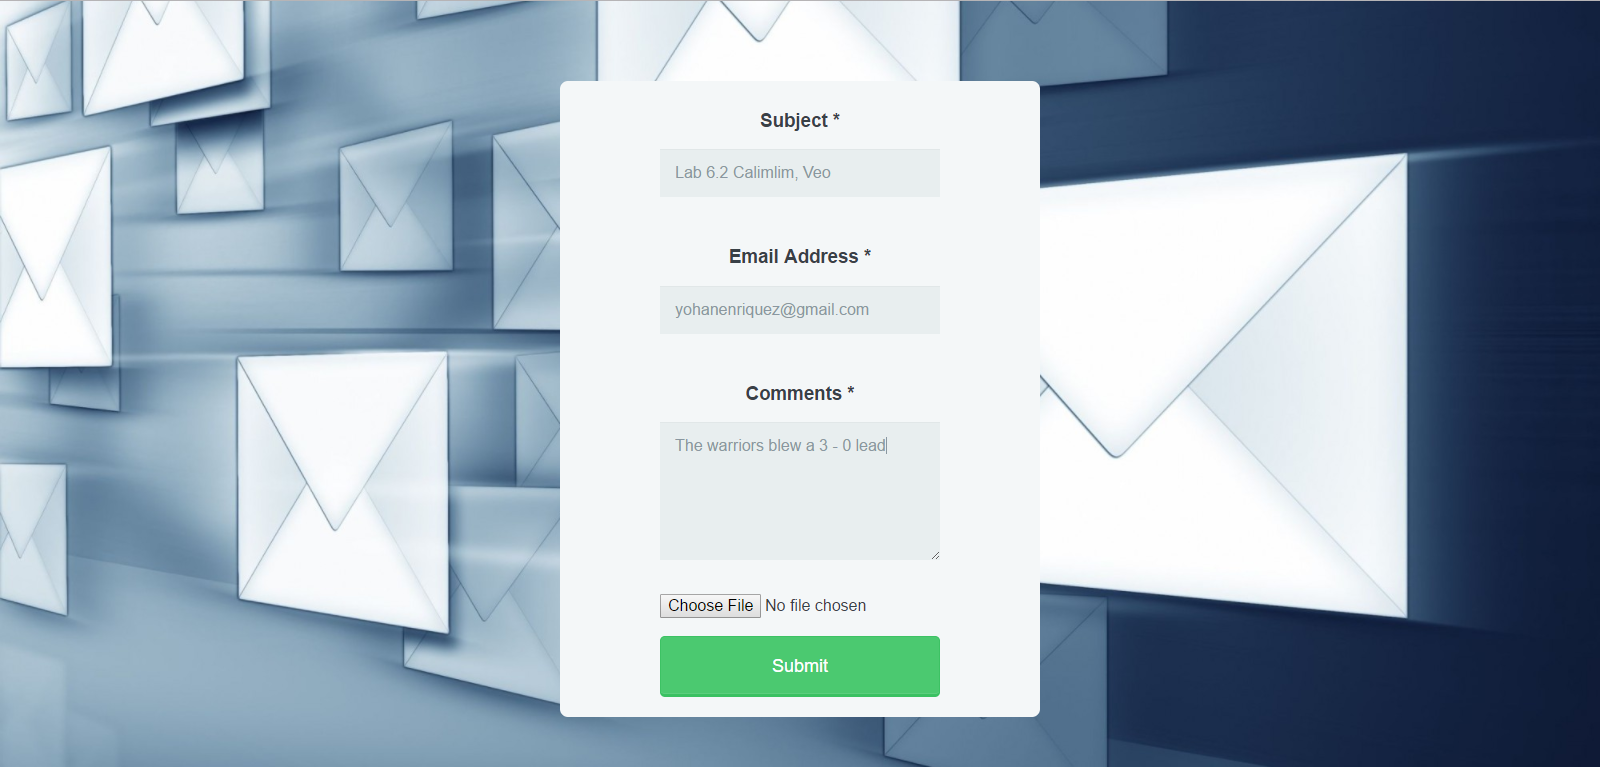 Subject *
Lab 6.2 Calimlim, Veo
Email Address *
yohanenriquez@gmail.com
Comments *
The warriors blew a 3 - 0 lead
Choose File No file chosen
Submit